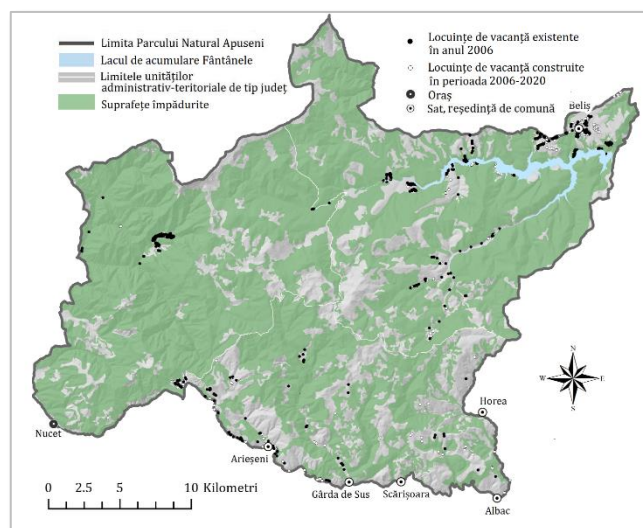 Limita Parcului Natural Apuseni
Lacul de acumulare Fântânele
Limitele unităților
administrativ-teritoriale de tip județ
Suprafețe împădurite
Locuințe de vacanță existente
în anul 2006
Locuințe de vacanță construite
în perioada 2006-2020
Oraș
Sat, reședință de comună
Beliș
N
W
E
S
Horea
Nucet
Arieșeni
Gârda de Sus
Scărișoara
Albac
0 2.5 5 10 Kilometri